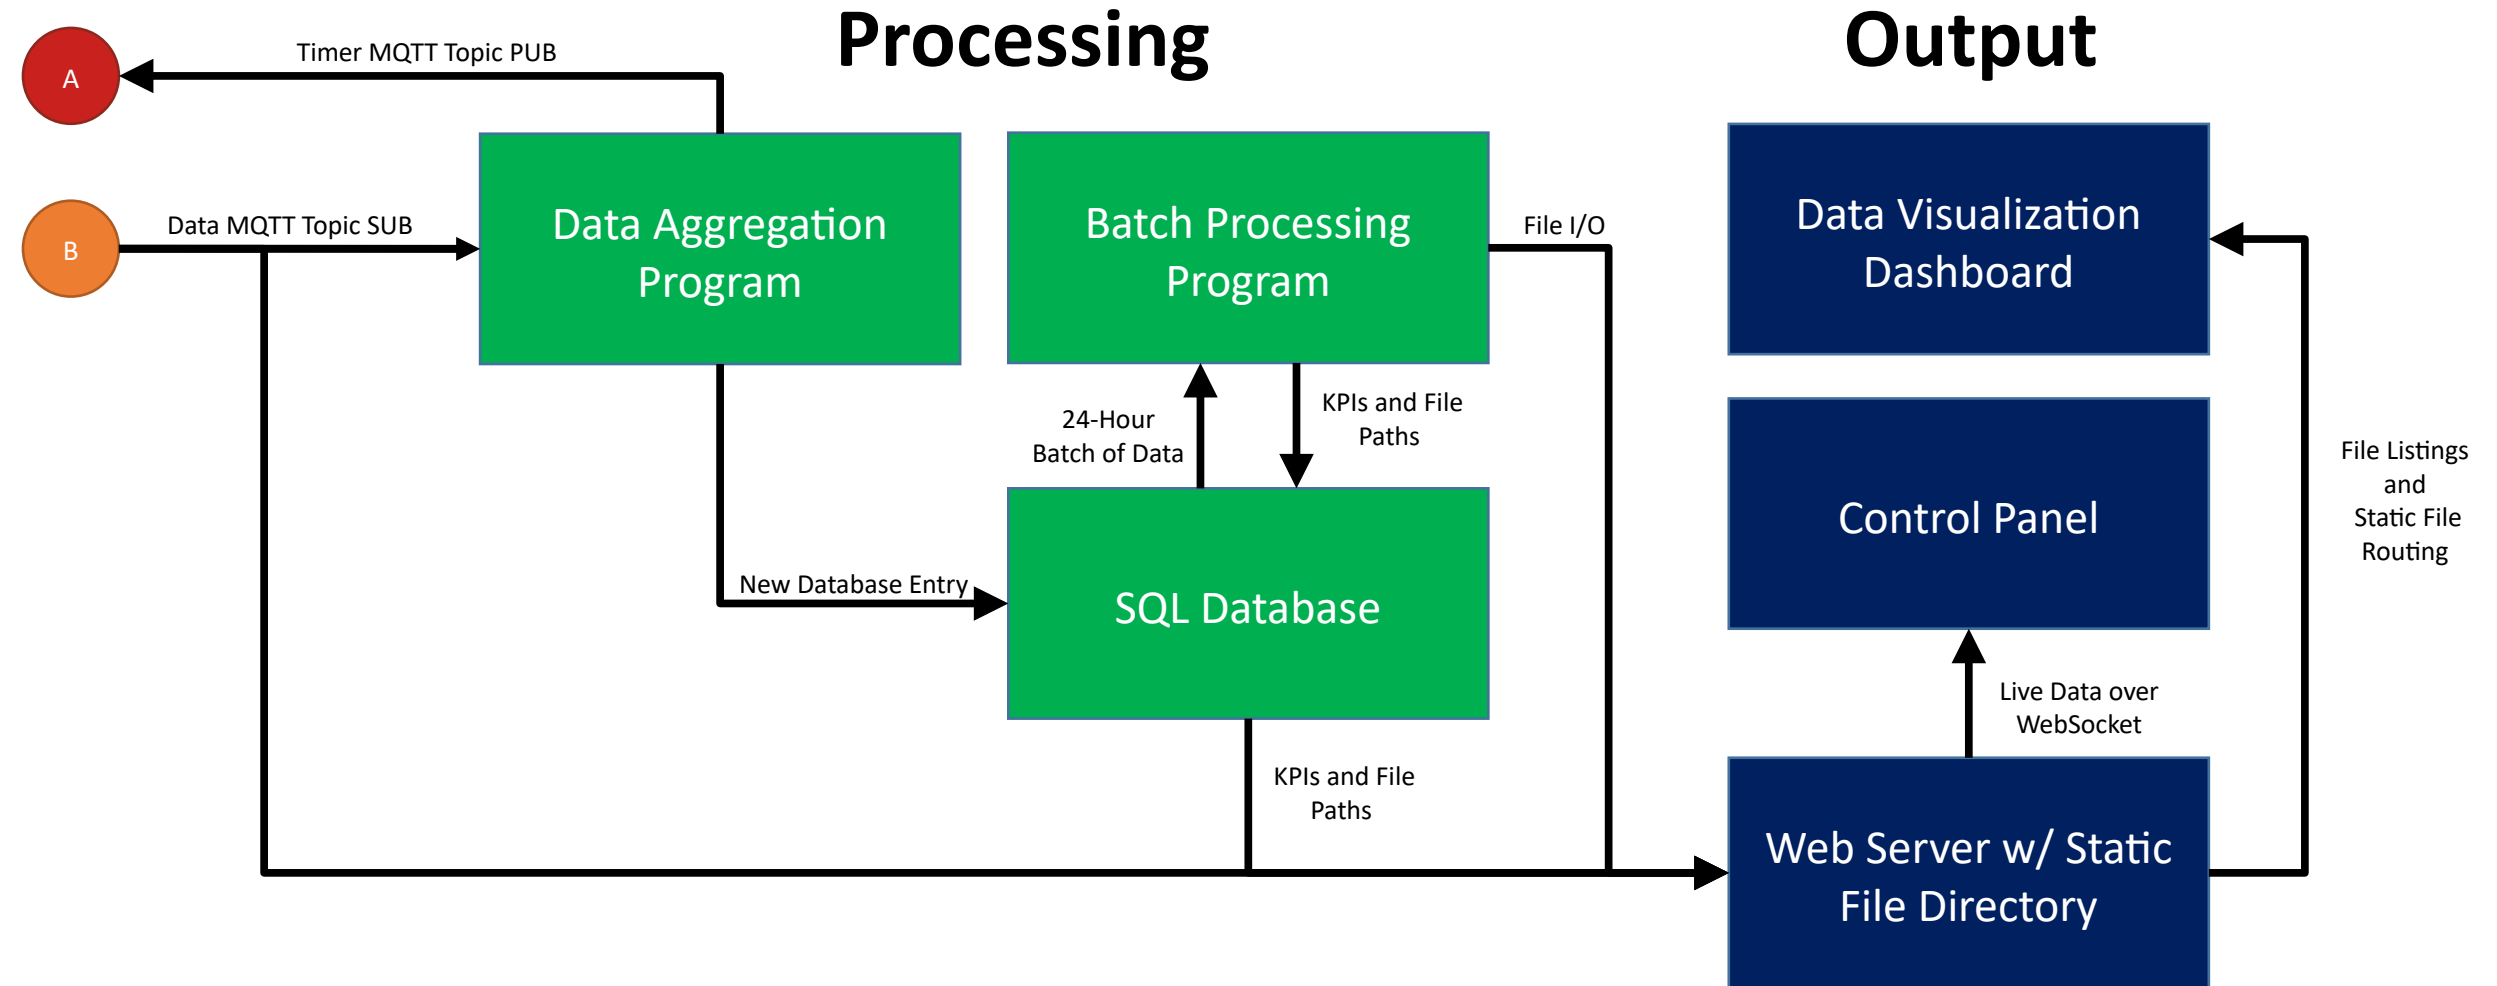 Processing
Output
A
Timer MQTT Topic PUB
B
Data MQTT Topic SUB
Data Aggregation
Program
Batch Processing
Program
File I/O
Data Visualization
Dashboard
24-Hour
Batch of Data
KPIs and File
Paths
Control Panel
File Listings
and
Static File
Routing
New Database Entry
SQL Database
Live Data over
WebSocket
KPIs and File
Paths
Web Server w/ Static
File Directory